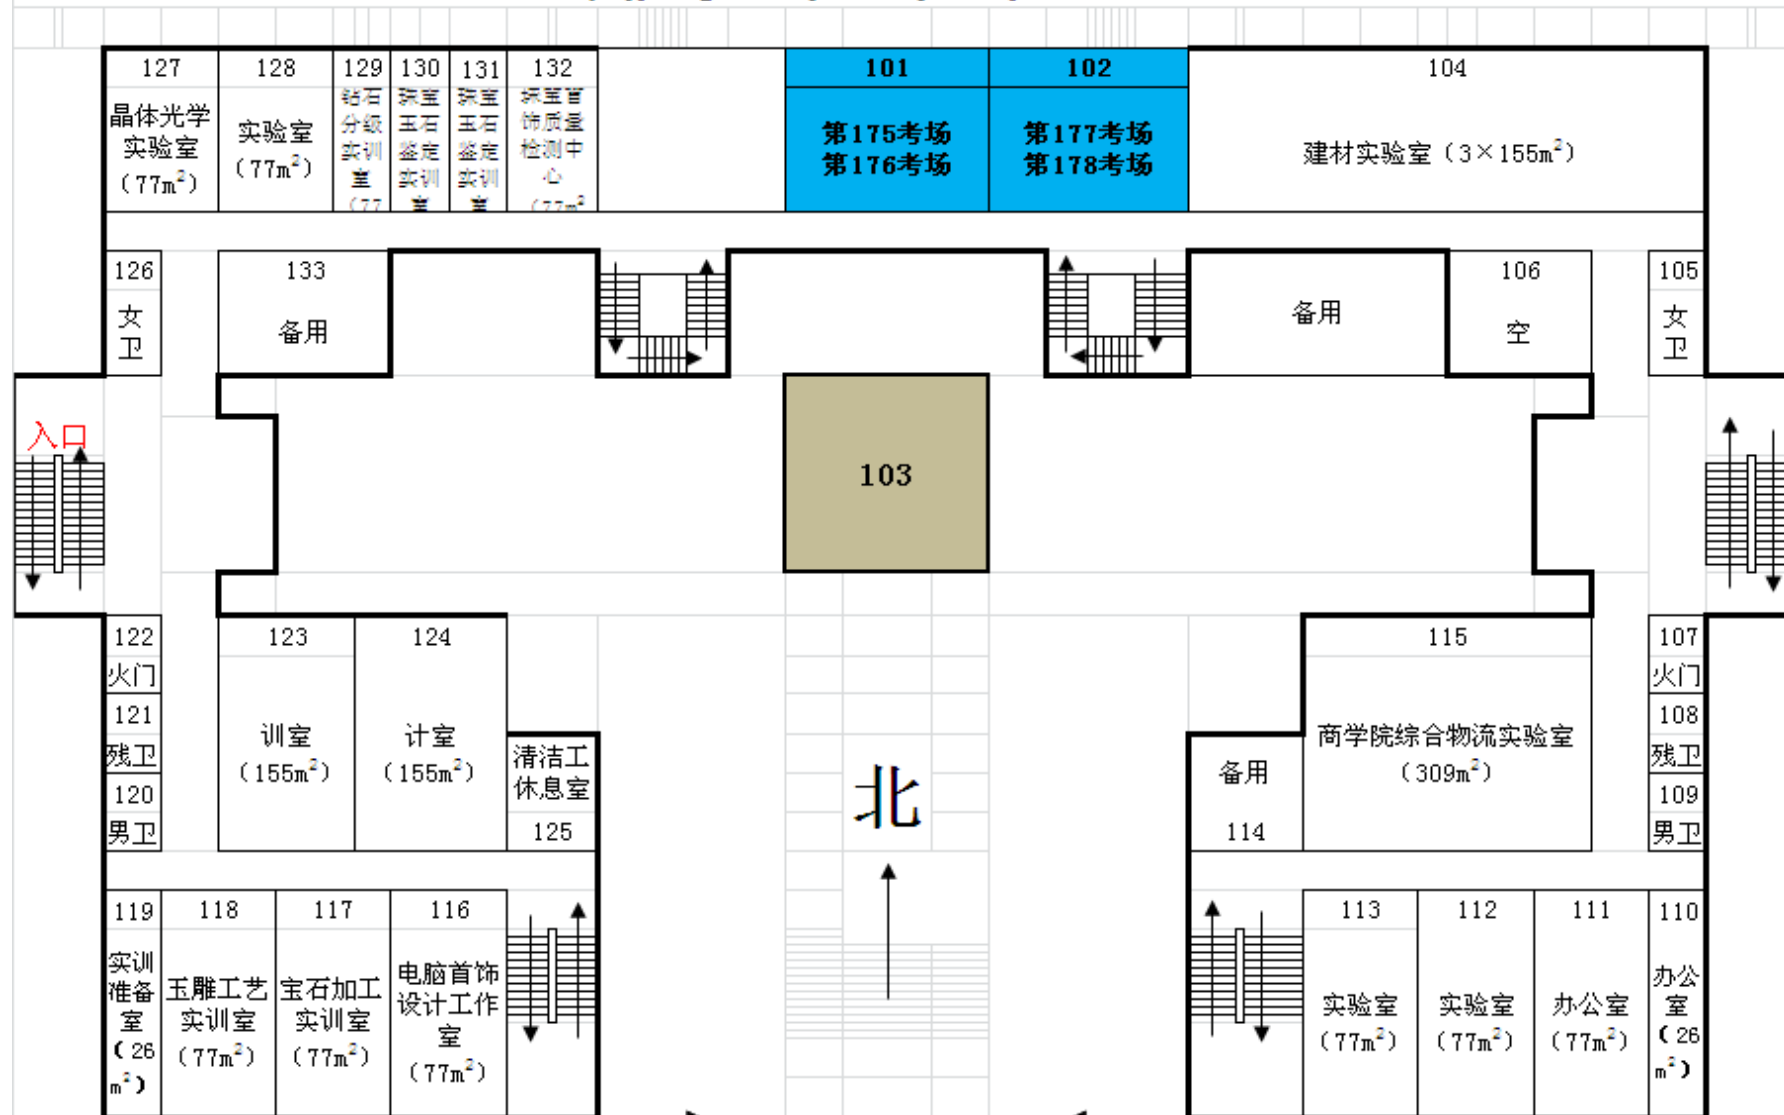 127
晶体光学
实验室
（77m²）
128
实验室
（77m²）
129
钻石
分级
实训
室
（77
130
珠宝
玉石
鉴定
实训
室
131
珠宝
玉石
鉴定
实训
室
132
珠宝首
饰质量
检测中
心
（77m²
101
第175考场
第176考场
102
第177考场
第178考场
104
建材实验室（3×155m²）
126
女
卫
133
备用
备用
106
空
105
女
卫
入口
103
122
火门
121
残卫
120
男卫
123
训室
（155m²）
124
计室
（155m²）
清洁工
休息室
125
北
备用
114
115
商学院综合物流实验室
（309m²）
107
火门
108
残卫
109
男卫
119
实训
准备
室
（26
m²）
118
玉雕工艺
实训室
（77m²）
117
宝石加工
实训室
（77m²）
116
电脑首饰
设计工作
室
（77m²）
113
实验室
（77m²）
112
实验室
（77m²）
111
办公室
（77m²）
110
办公
室
（26
m²）